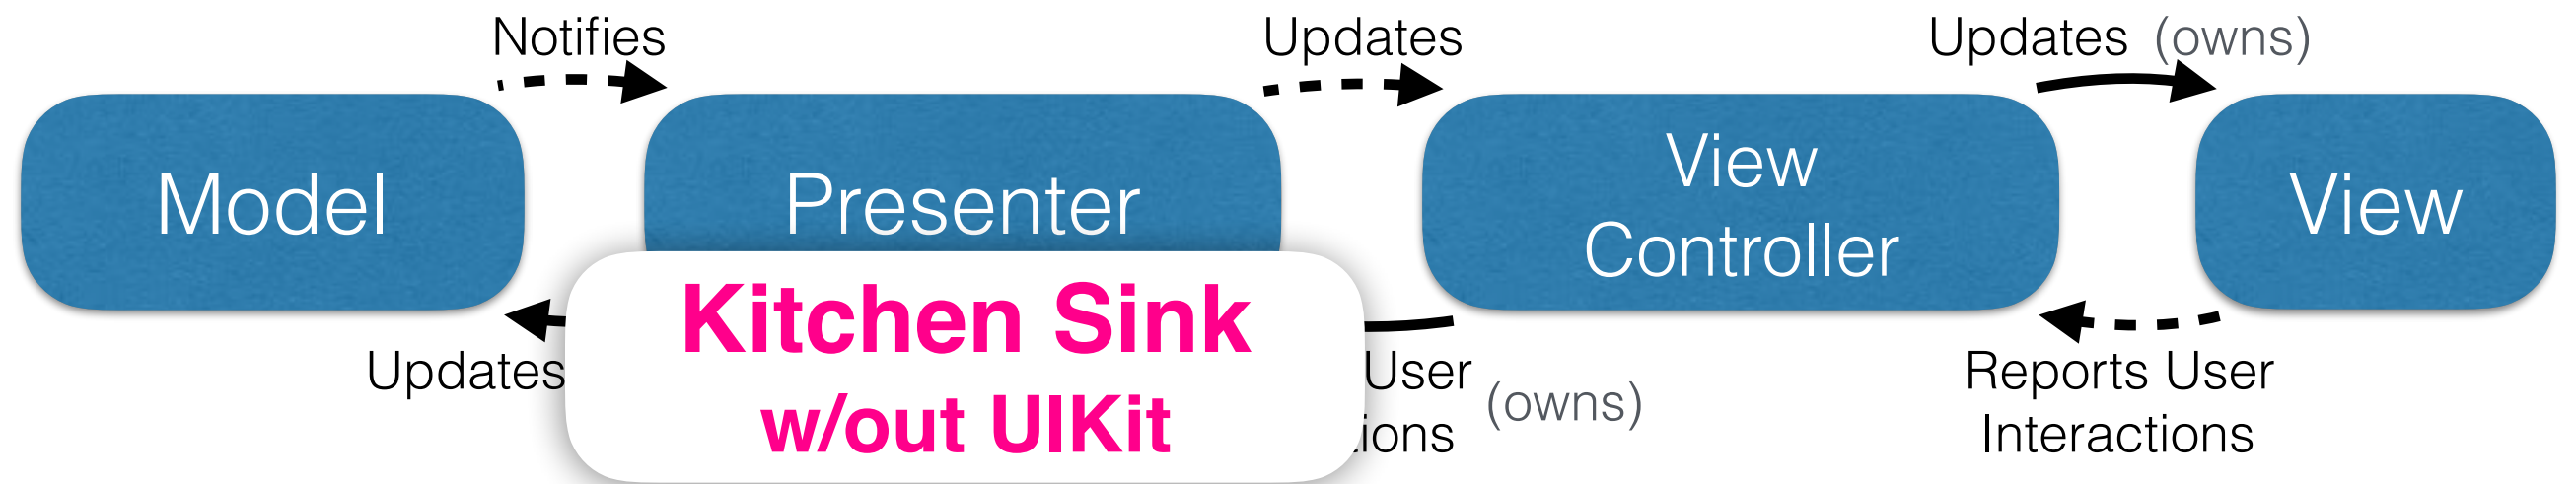 Notifies
Updates
Updates (owns)
Model
Presenter
View
Controller
View
Kitchen Sink
w/out UIKit
Updates
User
(owns)
Reports User
Interactions